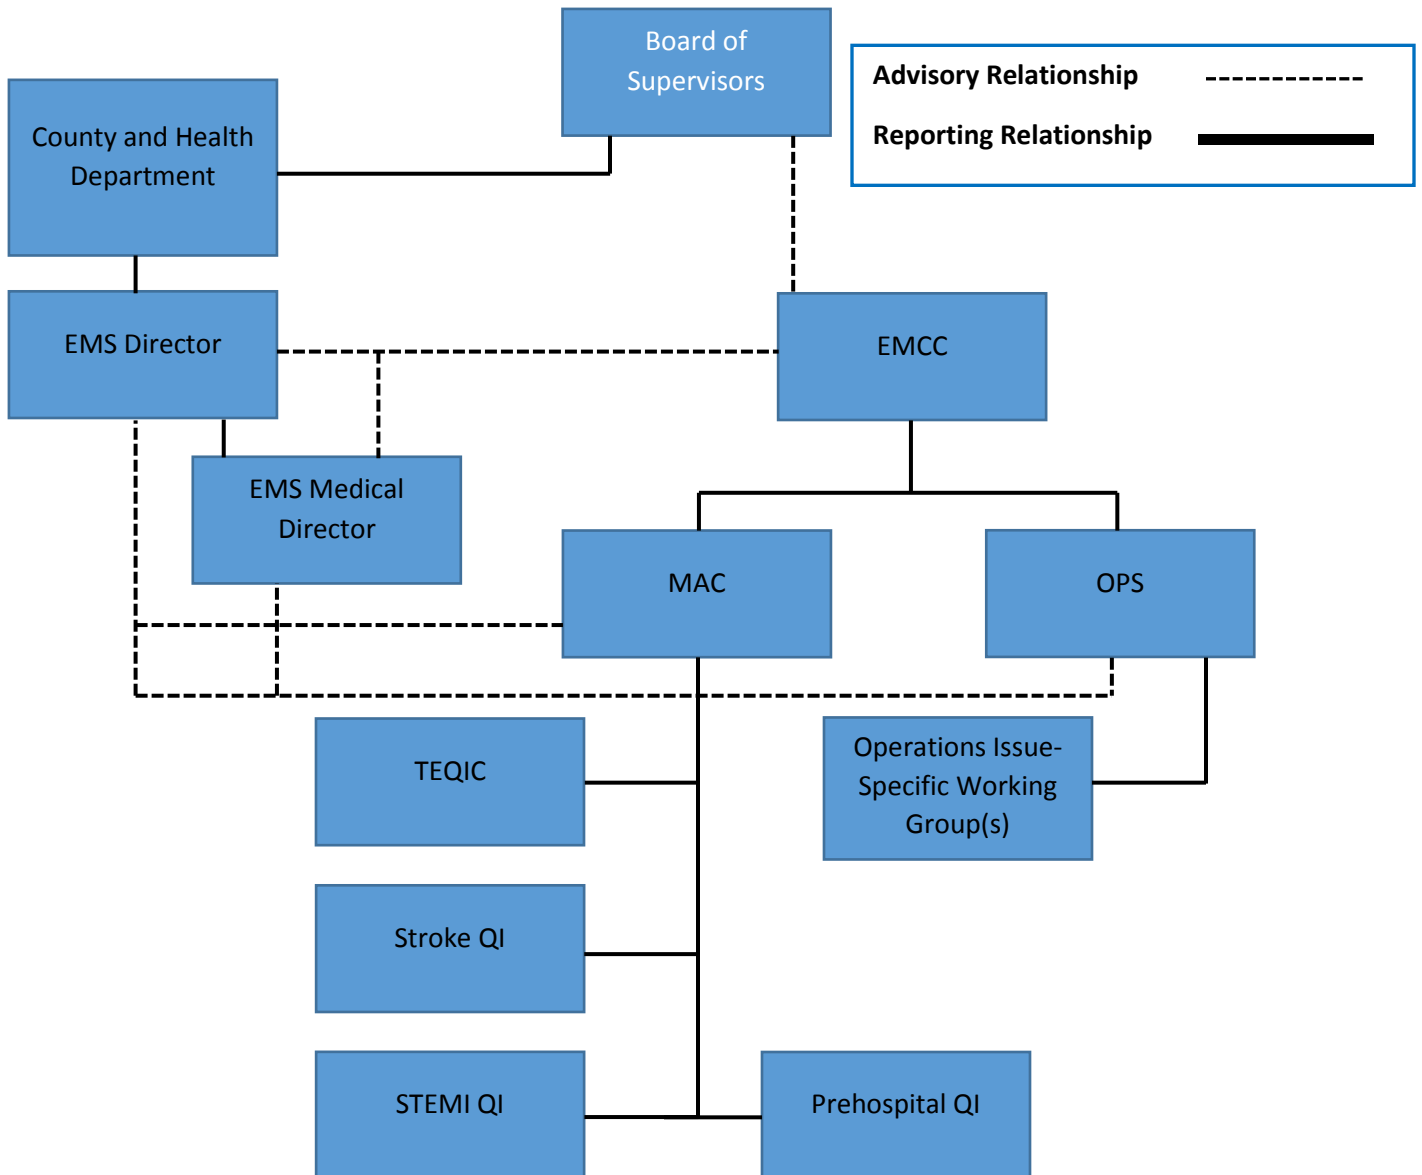 Board of
Supervisors
Advisory Relationship
Reporting Relationship
County and Health
Department
EMS Director
EMCC
EMS Medical
Director
MAC
OPS
TEQIC
Operations Issue-
Specific Working
Group(s)
Stroke QI
STEMI QI
Prehospital QI